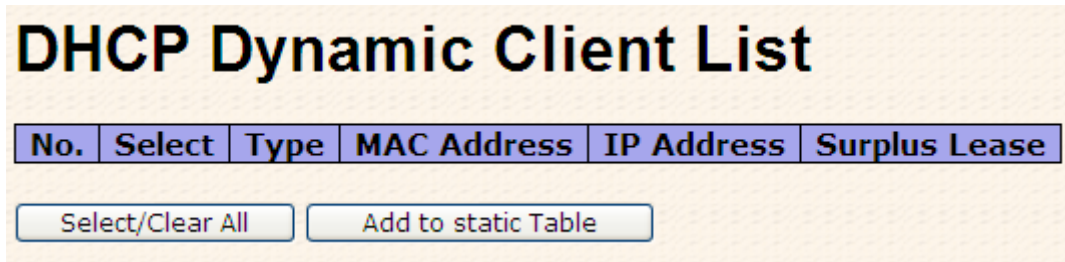 DHCP Dynamic Client List
No. Select Type MAC Address IP Address Surplus Lease
Select/Clear All Add to static Table